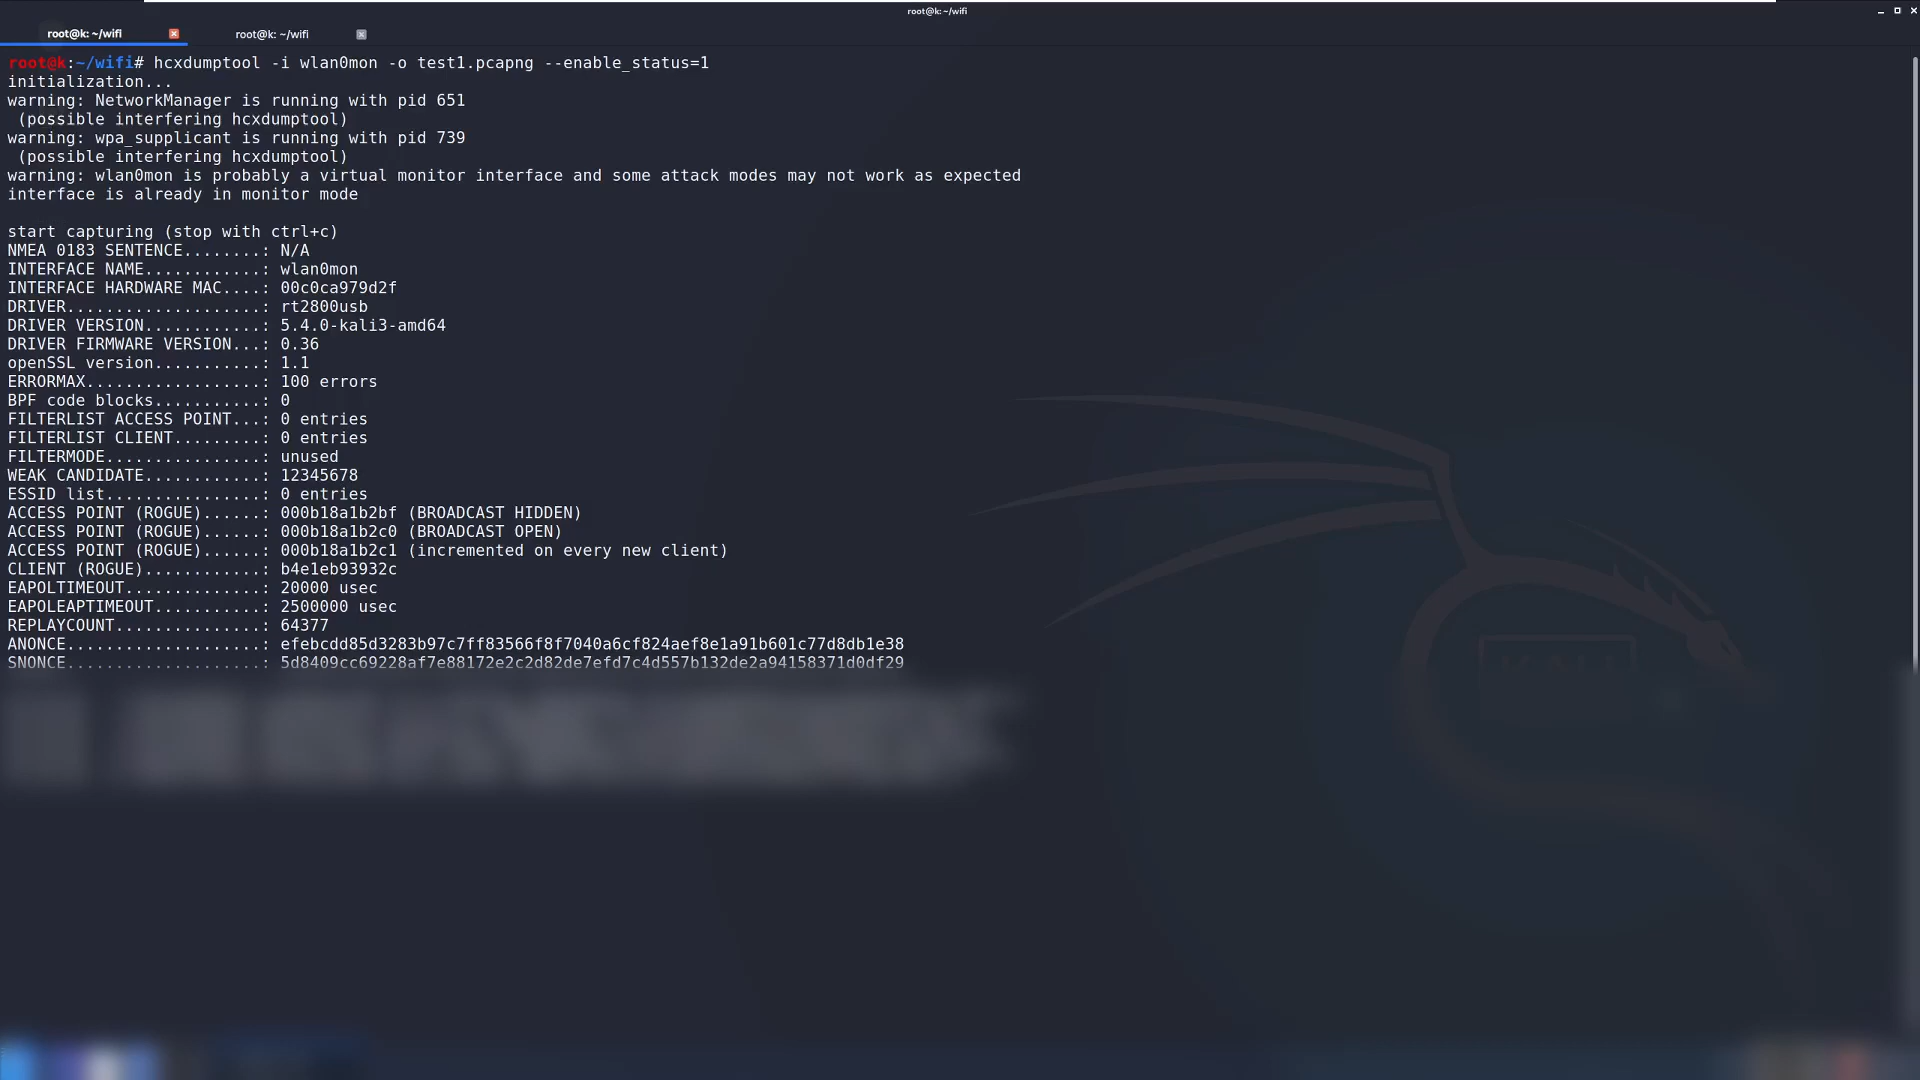 root@k: ~/wifi
root@k: ~/wifi
root@k: ~/wifi
root@k:~/wifi# hcxdumptool -i wlan0mon -o test1.pcapng --enable_status=1
initialization...
warning: NetworkManager is running with pid 651
 (possible interfering hcxdumptool)
warning: wpa_supplicant is running with pid 739
 (possible interfering hcxdumptool)
warning: wlan0mon is probably a virtual monitor interface and some attack modes may not work as expected
interface is already in monitor mode

start capturing (stop with ctrl+c)
NMEA 0183 SENTENCE........: N/A
INTERFACE NAME............: wlan0mon
INTERFACE HARDWARE MAC....: 00c0ca979d2f
DRIVER....................: rt2800usb
DRIVER VERSION............: 5.4.0-kali3-amd64
DRIVER FIRMWARE VERSION...: 0.36
openSSL version...........: 1.1
ERRORMAX..................: 100 errors
BPF code blocks...........: 0
FILTERLIST ACCESS POINT...: 0 entries
FILTERLIST CLIENT.........: 0 entries
FILTERMODE................: unused
WEAK CANDIDATE............: 12345678
ESSID list................: 0 entries
ACCESS POINT (ROGUE)......: 000b18a1b2bf (BROADCAST HIDDEN)
ACCESS POINT (ROGUE)......: 000b18a1b2c0 (BROADCAST OPEN)
ACCESS POINT (ROGUE)......: 000b18a1b2c1 (incremented on every new client)
CLIENT (ROGUE)............: b4e1eb93932c
EAPOLTIMEOUT..............: 20000 usec
EAPOLEAPTIMEOUT...........: 2500000 usec
REPLAYCOUNT...............: 64377
ANONCE....................: efebcdd85d3283b97c7ff83566f8f7040a6cf824aef8e1a91b601c77d8db1e38
SNONCE....................: 5d8409cc69228af7e88172e2c2d82de7efd7c4d557b132de2a94158371d0df29